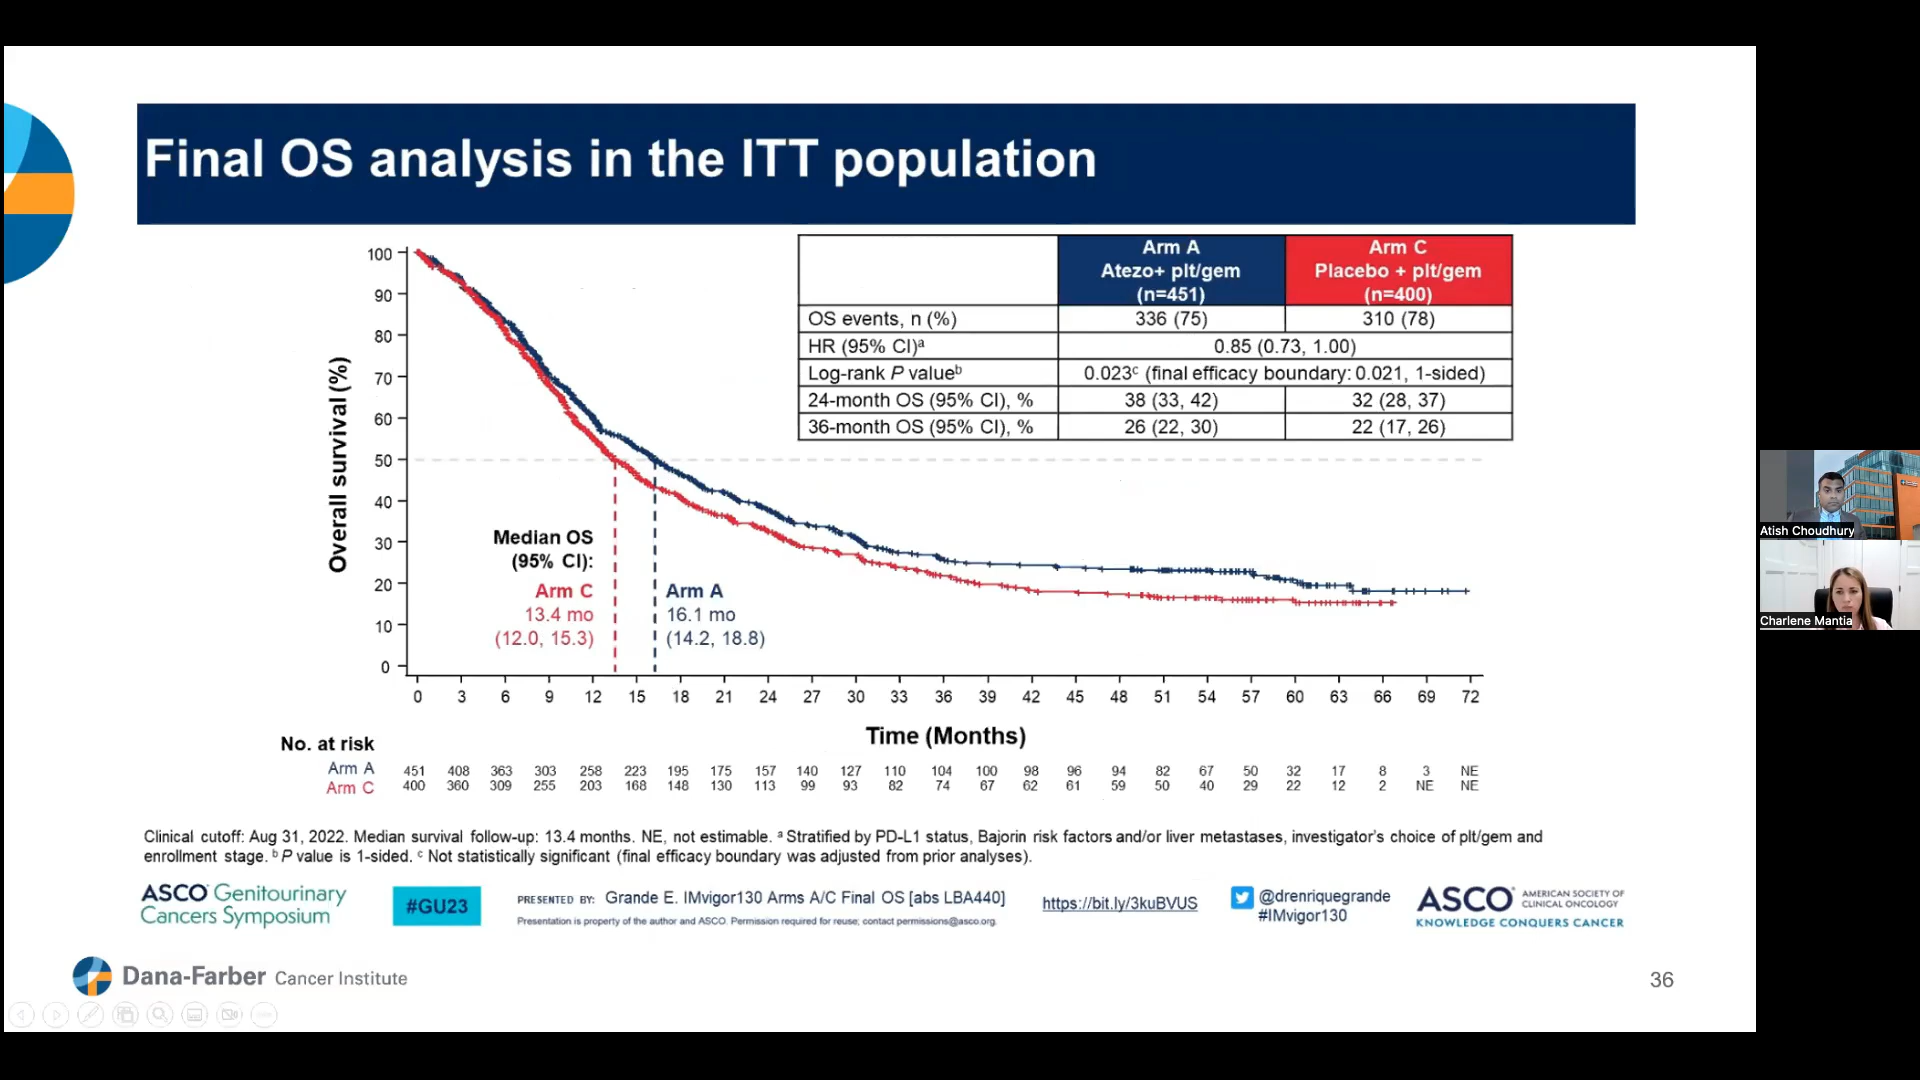 Final OS analysis in the ITT population
Arm A
Atezo+ plt/gem
(n=451)
Arm C
Placebo + plt/gem
(n=400)
OS events, n (%) 336 (75) 310 (78)
HR (95% CI)ᵃ 0.85 (0.73, 1.00)
Log-rank P valueᵇ 0.023ᶜ (final efficacy boundary: 0.021, 1-sided)
24-month OS (95% CI), % 38 (33, 42) 32 (28, 37)
36-month OS (95% CI), % 26 (22, 30) 22 (17, 26)
Overall survival (%)
100
90
80
70
60
50
40
30
20
10
0
Median OS
(95% CI):
Arm C
13.4 mo
(12.0, 15.3)
Arm A
16.1 mo
(14.2, 18.8)
0 3 6 9 12 15 18 21 24 27 30 33 36 39 42 45 48 51 54 57 60 63 66 69 72
Time (Months)
No. at risk
Arm A 451 408 363 303 258 223 195 175 157 140 127 110 104 100 98 96 94 82 67 50 32 17 8 3 NE
Arm C 400 360 309 255 203 168 148 130 113 99 93 82 74 67 62 61 59 50 40 29 22 12 2 NE NE
Clinical cutoff: Aug 31, 2022. Median survival follow-up: 13.4 months. NE, not estimable. ᵃ Stratified by PD-L1 status, Bajorin risk factors and/or liver metastases, investigator's choice of plt/gem and
enrollment stage. ᵇ P value is 1-sided. ᶜ Not statistically significant (final efficacy boundary was adjusted from prior analyses).
ASCO Genitourinary
Cancers Symposium
#GU23
PRESENTED BY: Grande E. IMvigor130 Arms A/C Final OS [abs LBA440]
Presentation is property of the author and ASCO. Permission required for reuse; contact permissions@asco.org.
https://bit.ly/3kuBVUS
@drenriquegrande
#IMvigor130
ASCO AMERICAN SOCIETY OF
CLINICAL ONCOLOGY
KNOWLEDGE CONQUERS CANCER
Dana-Farber Cancer Institute
36
Atish Choudhury
Charlene Mantia